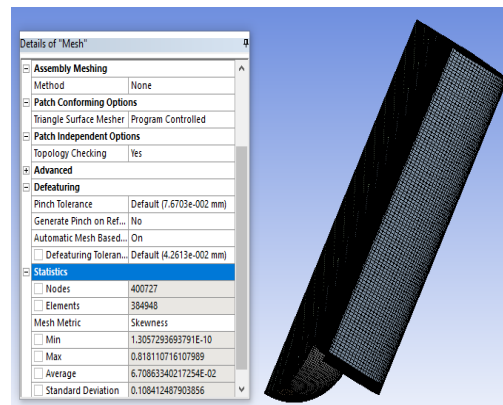 Details of "Mesh"
Assembly Meshing
Method None
Patch Conforming Options
Triangle Surface Mesher Program Controlled
Patch Independent Options
Topology Checking Yes
Advanced
Defeaturing
Pinch Tolerance Default (7.6703e-002 mm)
Generate Pinch on Ref... No
Automatic Mesh Based... On
Defeaturing Toleran... Default (4.2613e-002 mm)
Statistics
Nodes 400727
Elements 384948
Mesh Metric Skewness
Min 1.3057293693791E-10
Max 0.818110716107989
Average 6.70863340217254E-02
Standard Deviation 0.108412487903856